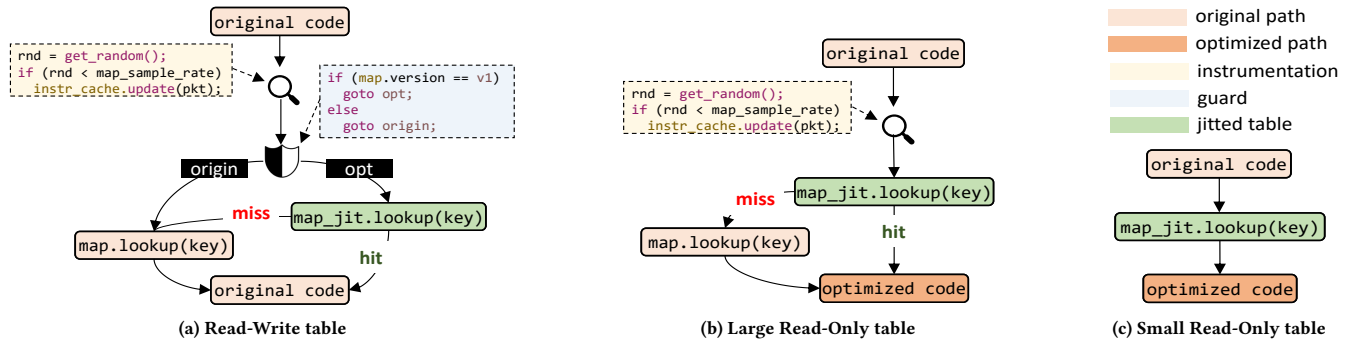 original code
rnd = get_random();
if (rnd < map_sample_rate)
instr_cache.update(pkt);
if (map.version == v1)
goto opt;
else
goto origin;
origin
opt
miss
map_jit.lookup(key)
map.lookup(key)
hit
original code
(a) Read-Write table
original code
rnd = get_random();
if (rnd < map_sample_rate)
instr_cache.update(pkt);
map_jit.lookup(key)
miss
hit
map.lookup(key)
optimized code
(b) Large Read-Only table
original path
optimized path
instrumentation
guard
jitted table
original code
map_jit.lookup(key)
optimized code
(c) Small Read-Only table